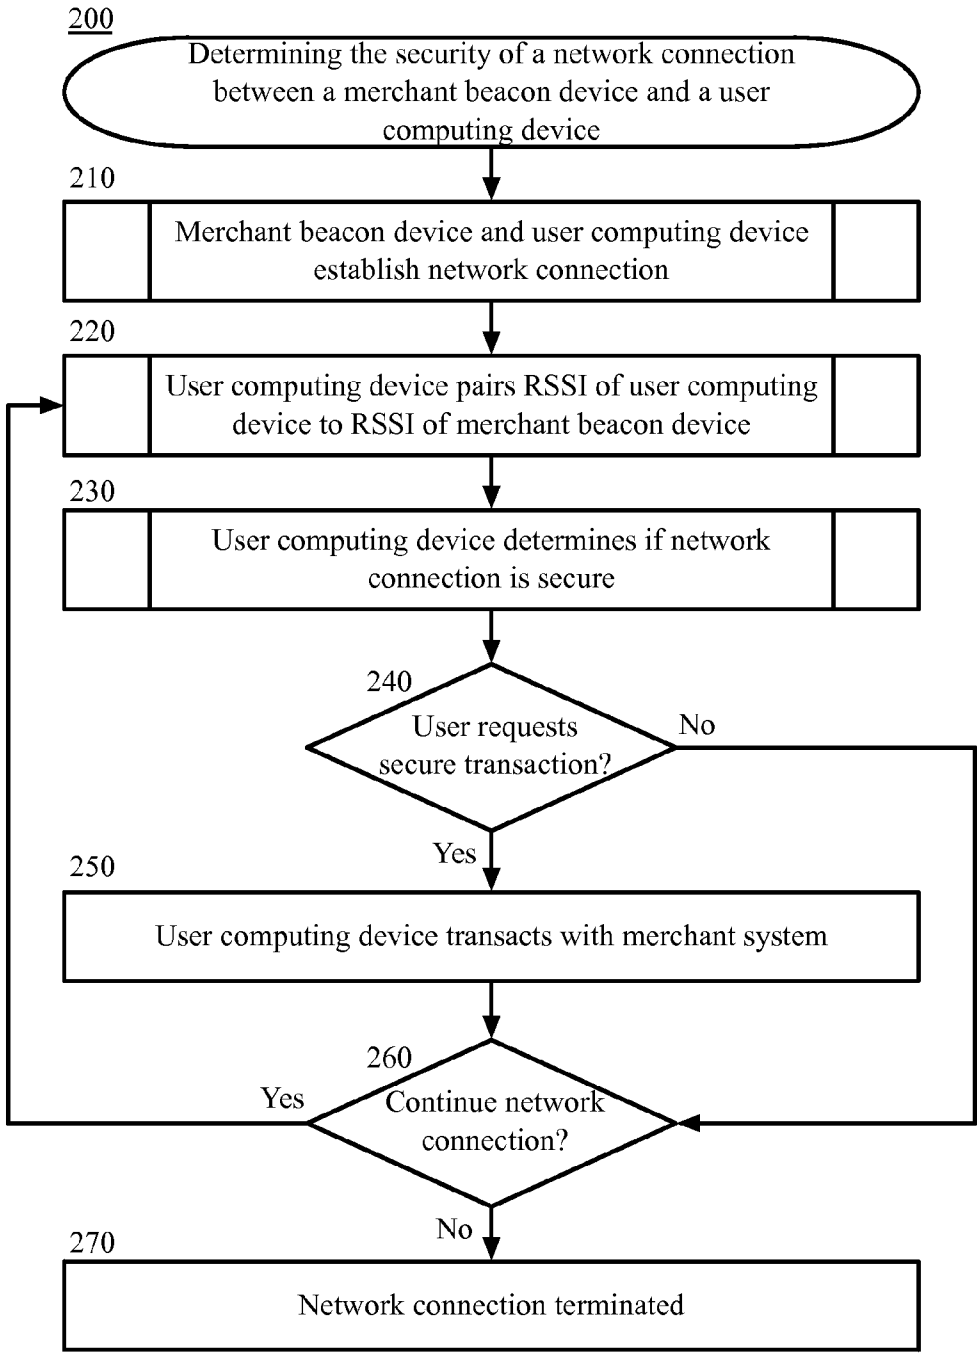 200
Determining the security of a network connection
between a merchant beacon device and a user
computing device
210
Merchant beacon device and user computing device
establish network connection
220
User computing device pairs RSSI of user computing
device to RSSI of merchant beacon device
230
User computing device determines if network
connection is secure
240
User requests
secure transaction?
No
Yes
250
User computing device transacts with merchant system
260
Continue network
connection?
Yes
No
270
Network connection terminated